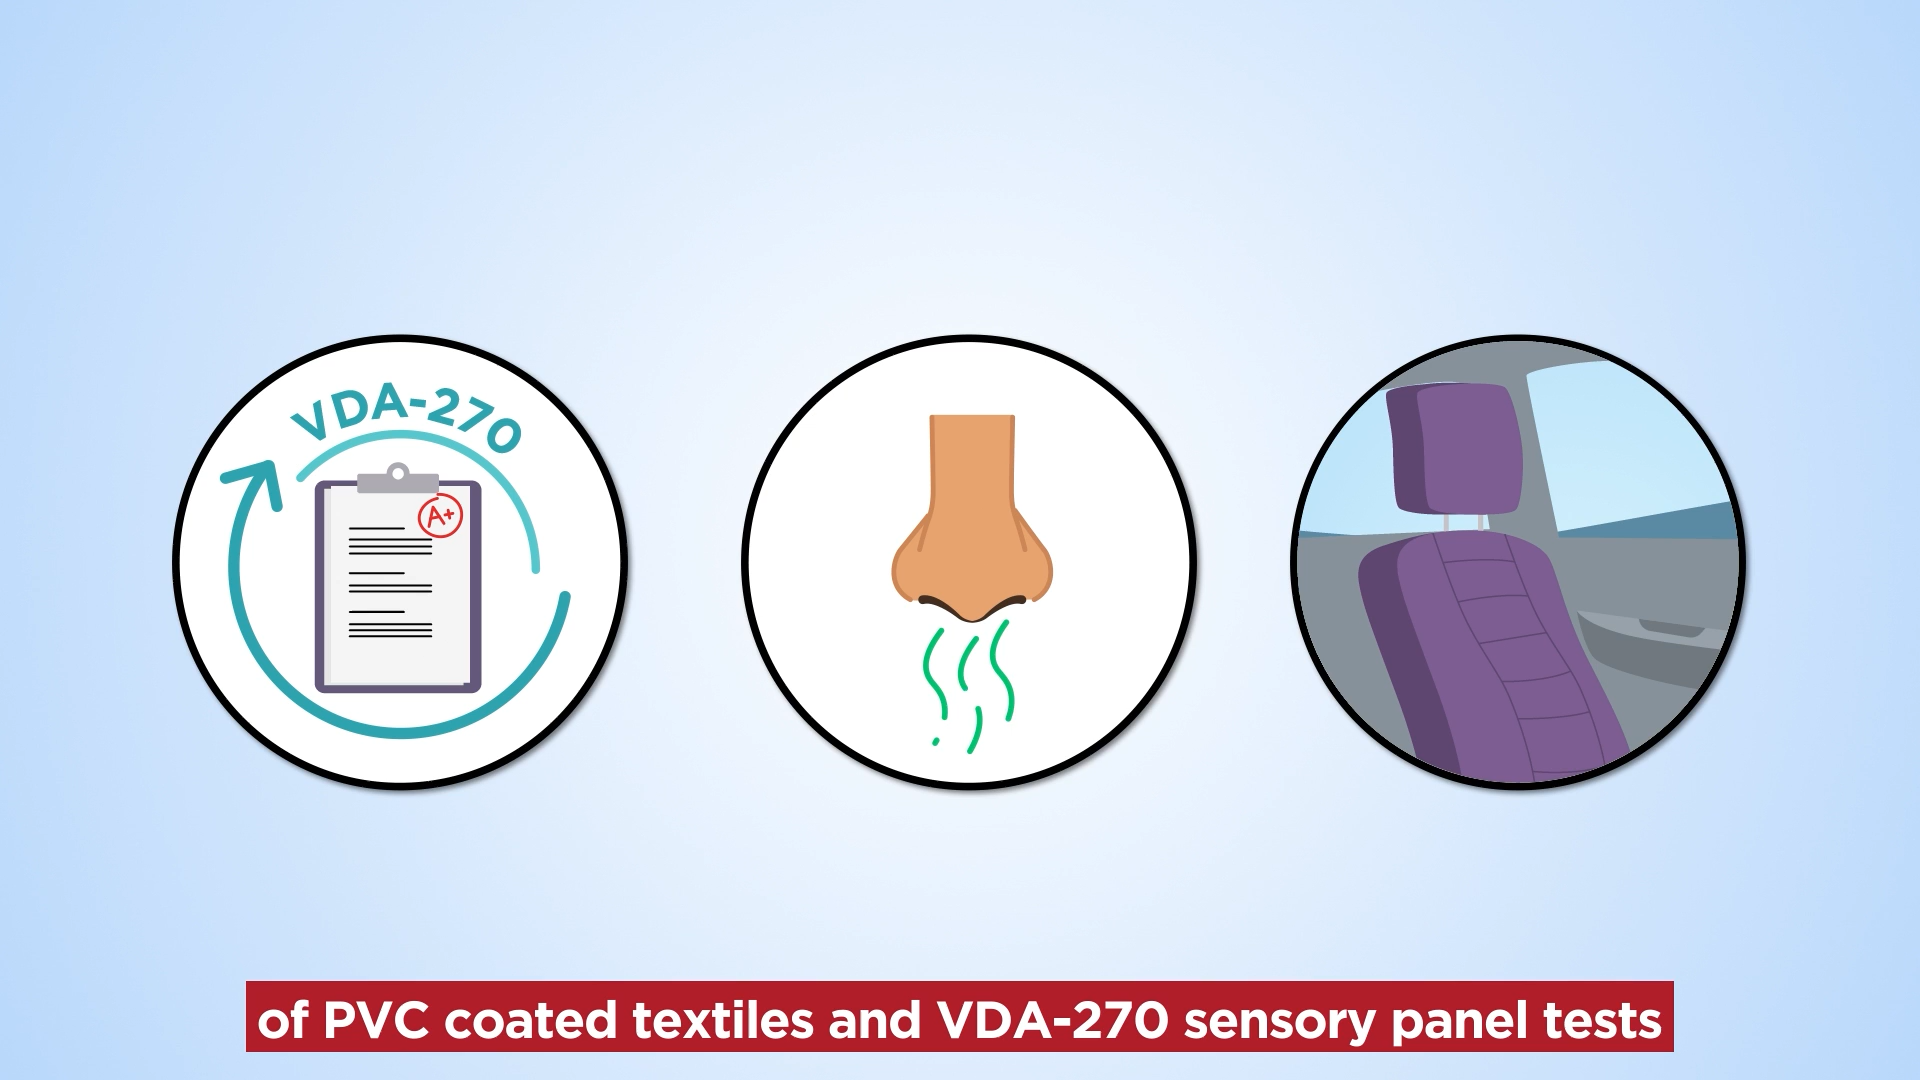 VDA-270
A+
of PVC coated textiles and VDA-270 sensory panel tests